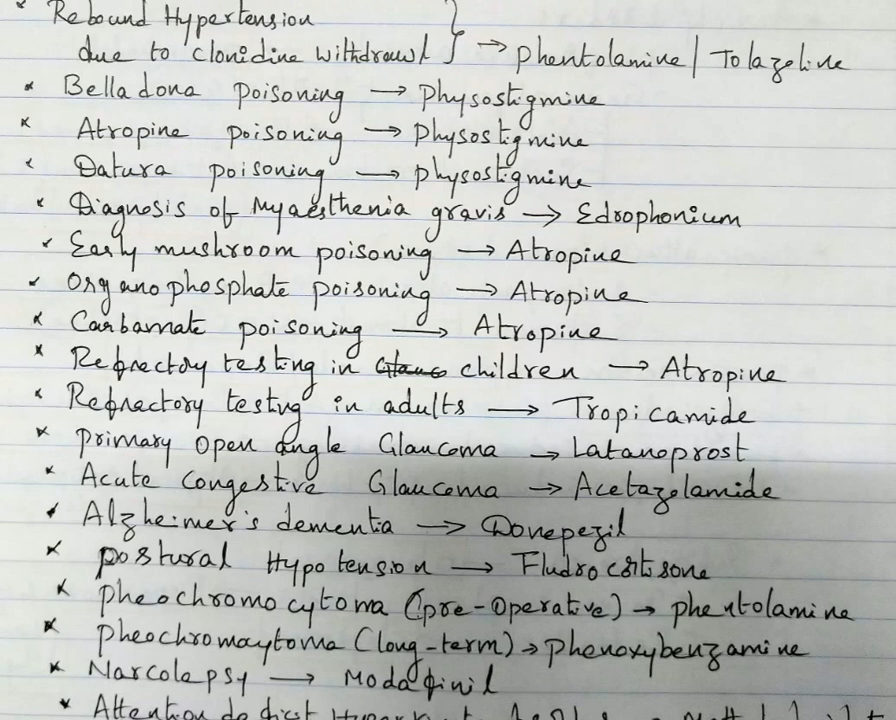 * Rebound Hypertension
due to clonidine withdrawl } → phentolamine / Tolazoline
* Belladona poisoning → Physostigmine
* Atropine poisoning → Physostigmine
* Datura poisoning → physostigmine
* Diagnosis of Myaesthenia gravis → Edrophonium
* Early mushroom poisoning → Atropine
* Organophosphate poisoning → Atropine
* Carbamate poisoning → Atropine
* Refractory testing in children → Atropine
* Refractory testing in adults → Tropicamide
* Primary Open angle Glaucoma → Latanoprost
* Acute Congestive Glaucoma → Acetazolamide
* Alzheimer's dementia → Donepezil
* postural Hypotension → Fludrocortisone
* Pheochromocytoma (pre-Operative) → phentolamine
* Pheochromocytoma (long-term) → Phenoxybenzamine
* Narcolepsy → Modafinil
* Attention